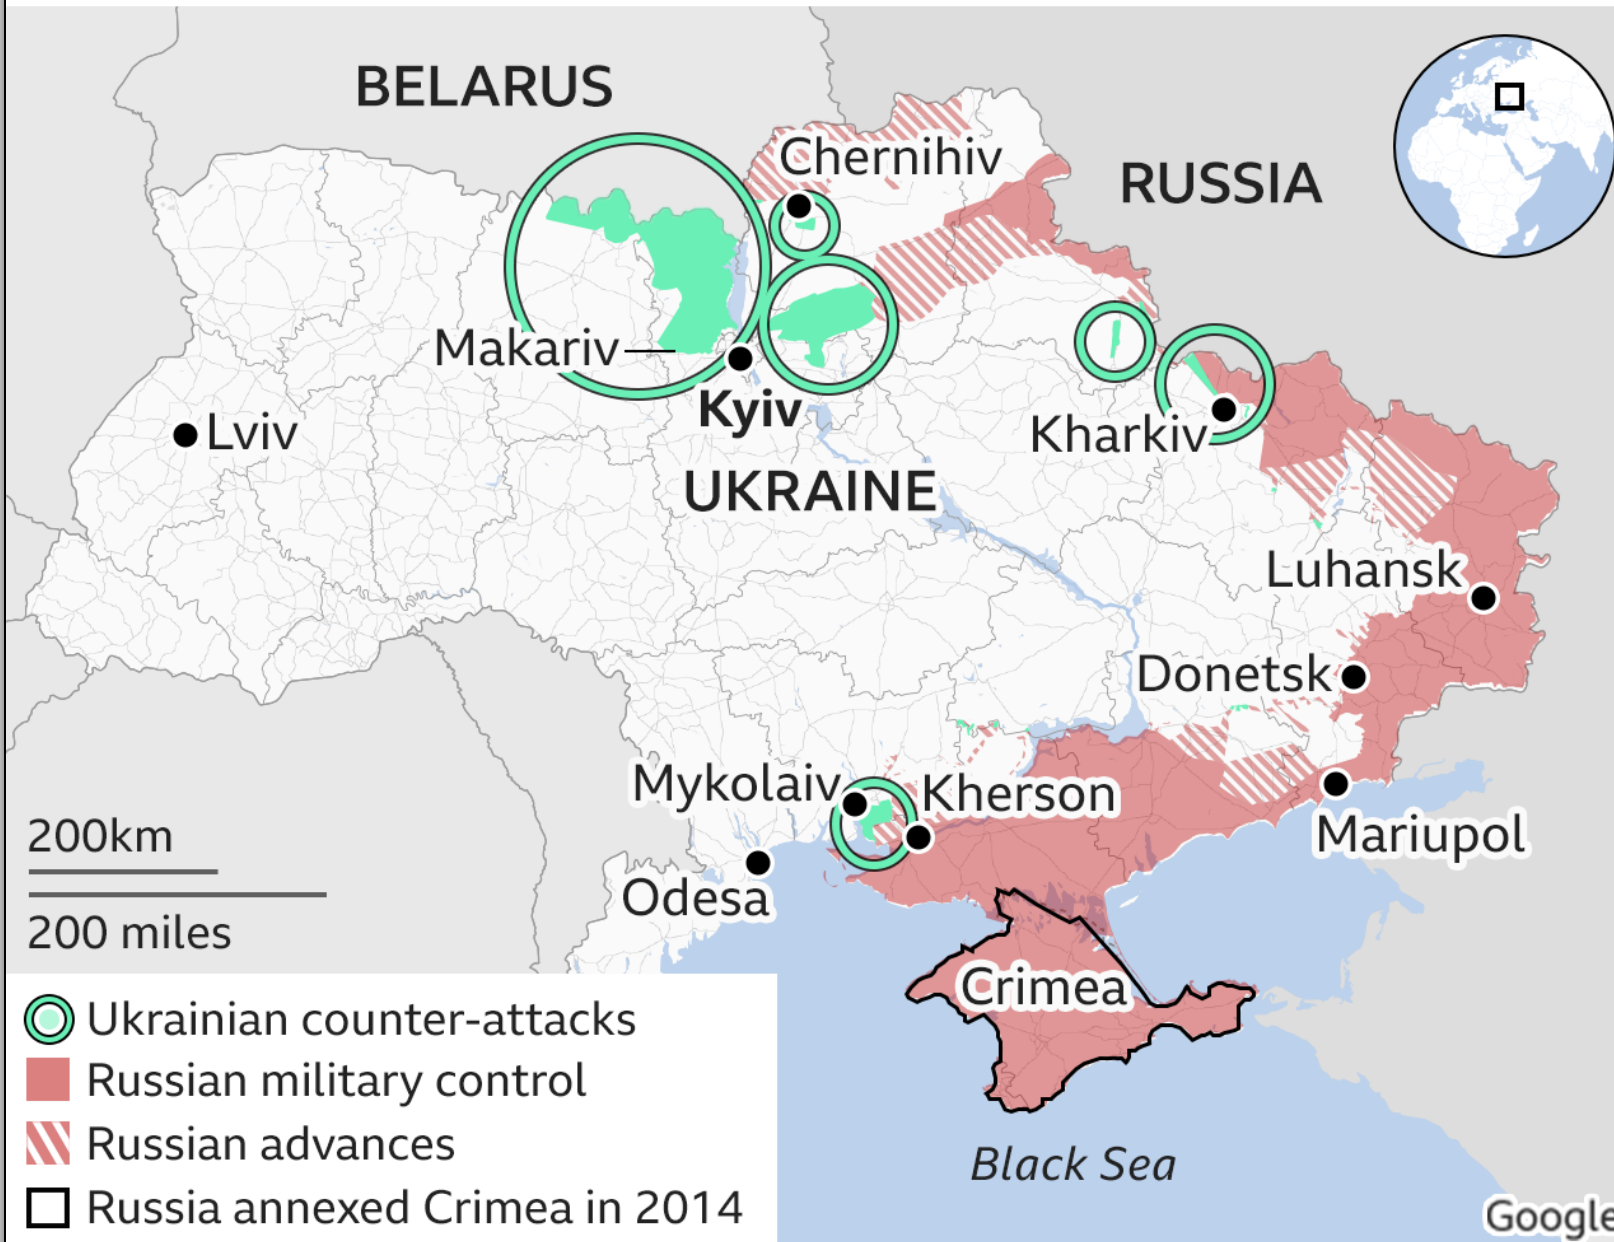 BELARUS
Chernihiv
RUSSIA
Makariv
Kyiv
Lviv
Kharkiv
UKRAINE
Luhansk
Donetsk
Mykolaiv
Kherson
Mariupol
200km
200 miles
Odesa
Crimea
Ukrainian counter-attacks
Russian military control
Russian advances
Russia annexed Crimea in 2014
Black Sea
Google